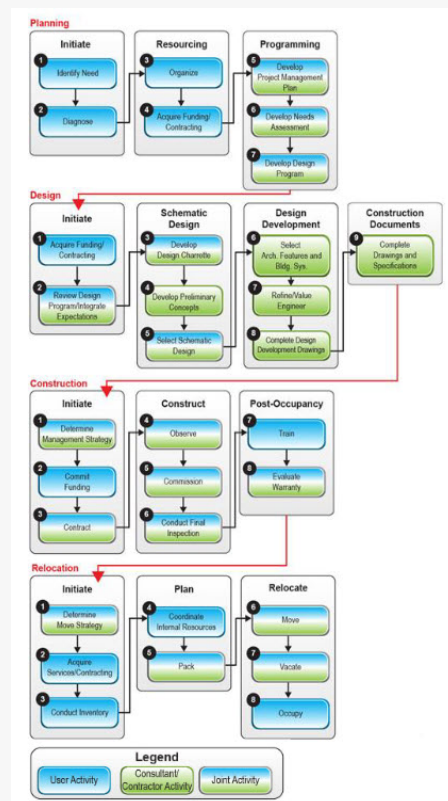 Planning
Initiate
1
Identify Need
2
Diagnose
Resourcing
3
Organize
4
Acquire Funding/
Contracting
Programming
5
Develop
Project Management
Plan
6
Develop Needs
Assessment
7
Develop Design
Program
Design
Initiate
1
Acquire Funding/
Contracting
2
Review Design
Program/Integrate
Expectations
Schematic
Design
3
Develop
Design Charrette
4
Develop Preliminary
Concepts
5
Select Schematic
Design
Design
Development
6
Select
Arch. Features and
Bldg. Sys.
7
Refine/Value
Engineer
8
Complete Design
Development Drawings
Construction
Documents
9
Complete
Drawings and
Specifications
Construction
Initiate
1
Determine
Management Strategy
2
Commit
Funding
3
Contract
Construct
4
Observe
5
Commission
6
Conduct Final
Inspection
Post-Occupancy
7
Train
8
Evaluate
Warranty
Relocation
Initiate
1
Determine
Move Strategy
2
Acquire
Services/Contracting
3
Conduct Inventory
Plan
4
Coordinate
Internal Resources
5
Pack
Relocate
6
Move
7
Vacate
8
Occupy
Legend
User Activity
Consultant/
Contractor Activity
Joint Activity